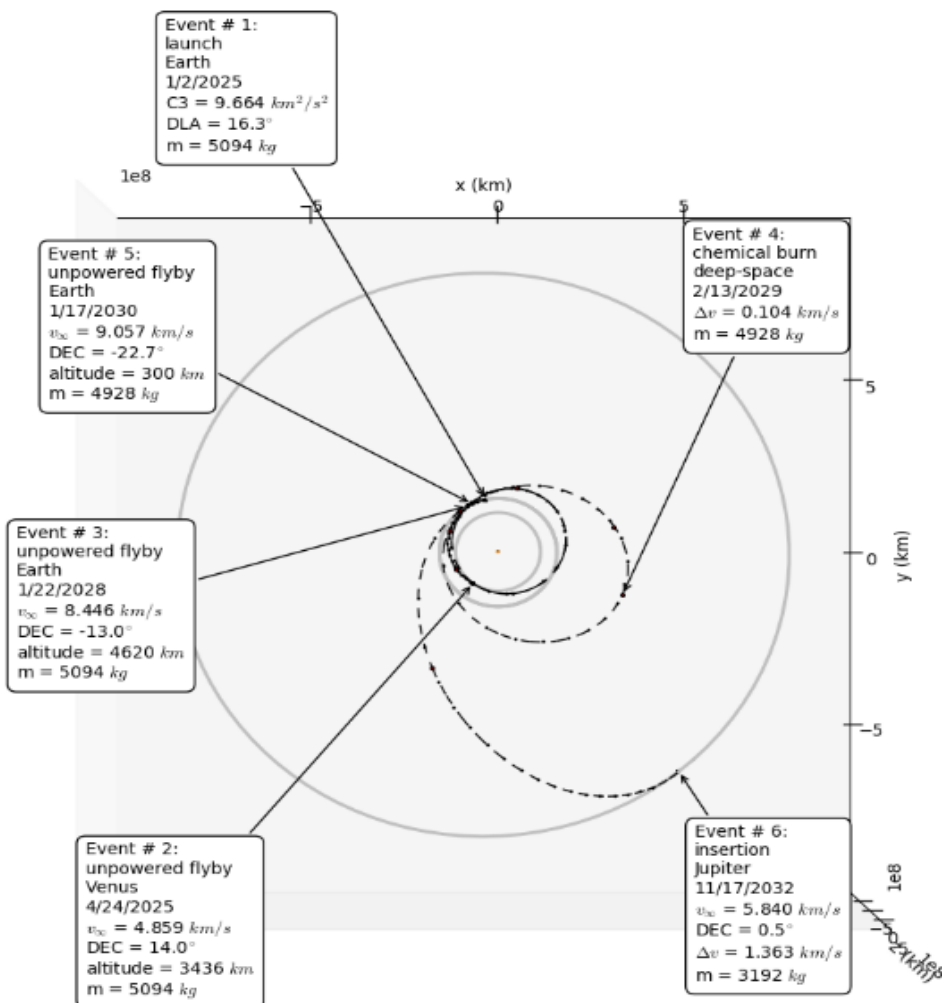 Event # 1:
launch
Earth
1/2/2025
C3 = 9.664 km²/s²
DLA = 16.3°
m = 5094 kg
1e8
x (km)
−5 0 5
Event # 5:
unpowered flyby
Earth
1/17/2030
v∞ = 9.057 km/s
DEC = -22.7°
altitude = 300 km
m = 4928 kg
Event # 4:
chemical burn
deep-space
2/13/2029
Δv = 0.104 km/s
m = 4928 kg
5
0
−5
y (km)
Event # 3:
unpowered flyby
Earth
1/22/2028
v∞ = 8.446 km/s
DEC = -13.0°
altitude = 4620 km
m = 5094 kg
Event # 2:
unpowered flyby
Venus
4/24/2025
v∞ = 4.859 km/s
DEC = 14.0°
altitude = 3436 km
m = 5094 kg
Event # 6:
insertion
Jupiter
11/17/2032
v∞ = 5.840 km/s
DEC = 0.5°
Δv = 1.363 km/s
m = 3192 kg
1e8
z (km)
1e8